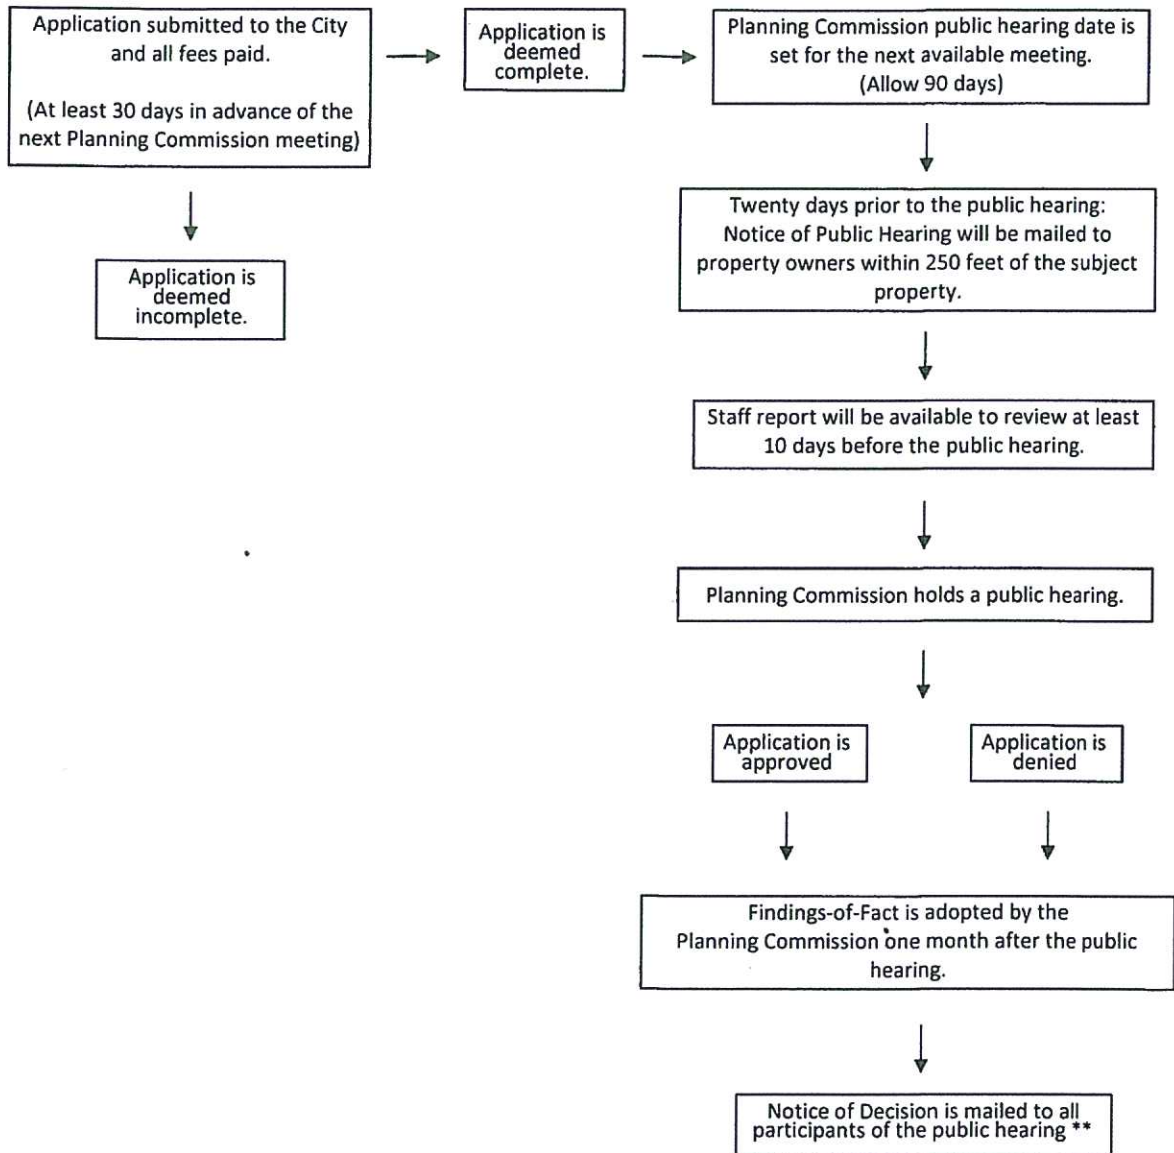 Application submitted to the City
and all fees paid.
(At least 30 days in advance of the
next Planning Commission meeting)
Application is
deemed
complete.
Planning Commission public hearing date is
set for the next available meeting.
(Allow 90 days)
Application is
deemed
incomplete.
Twenty days prior to the public hearing:
Notice of Public Hearing will be mailed to
property owners within 250 feet of the subject
property.
Staff report will be available to review at least
10 days before the public hearing.
Planning Commission holds a public hearing.
Application is
approved
Application is
denied
Findings-of-Fact is adopted by the
Planning Commission one month after the public
hearing.
Notice of Decision is mailed to all
participants of the public hearing **